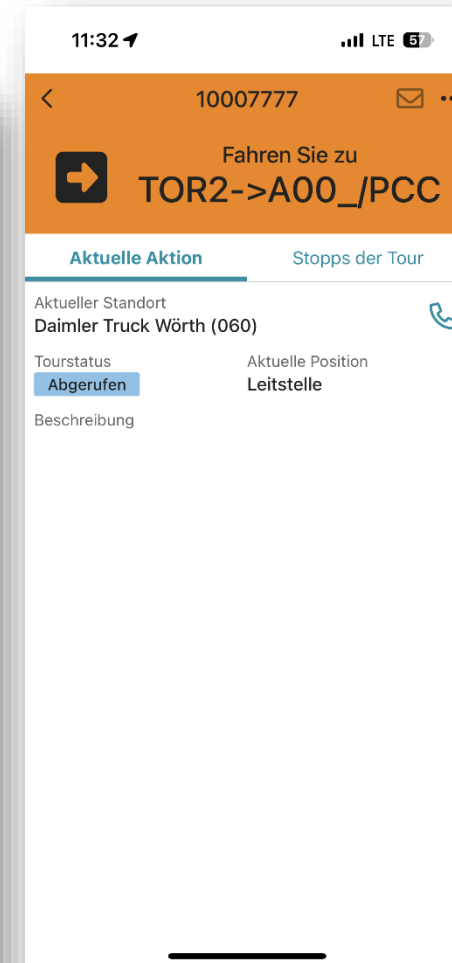 11:32 LTE 57
10007777
Fahren Sie zu
TOR2->A00_/PCC
Aktuelle Aktion Stopps der Tour
Aktueller Standort
Daimler Truck Wörth (060)
Tourstatus Aktuelle Position
Abgerufen Leitstelle
Beschreibung